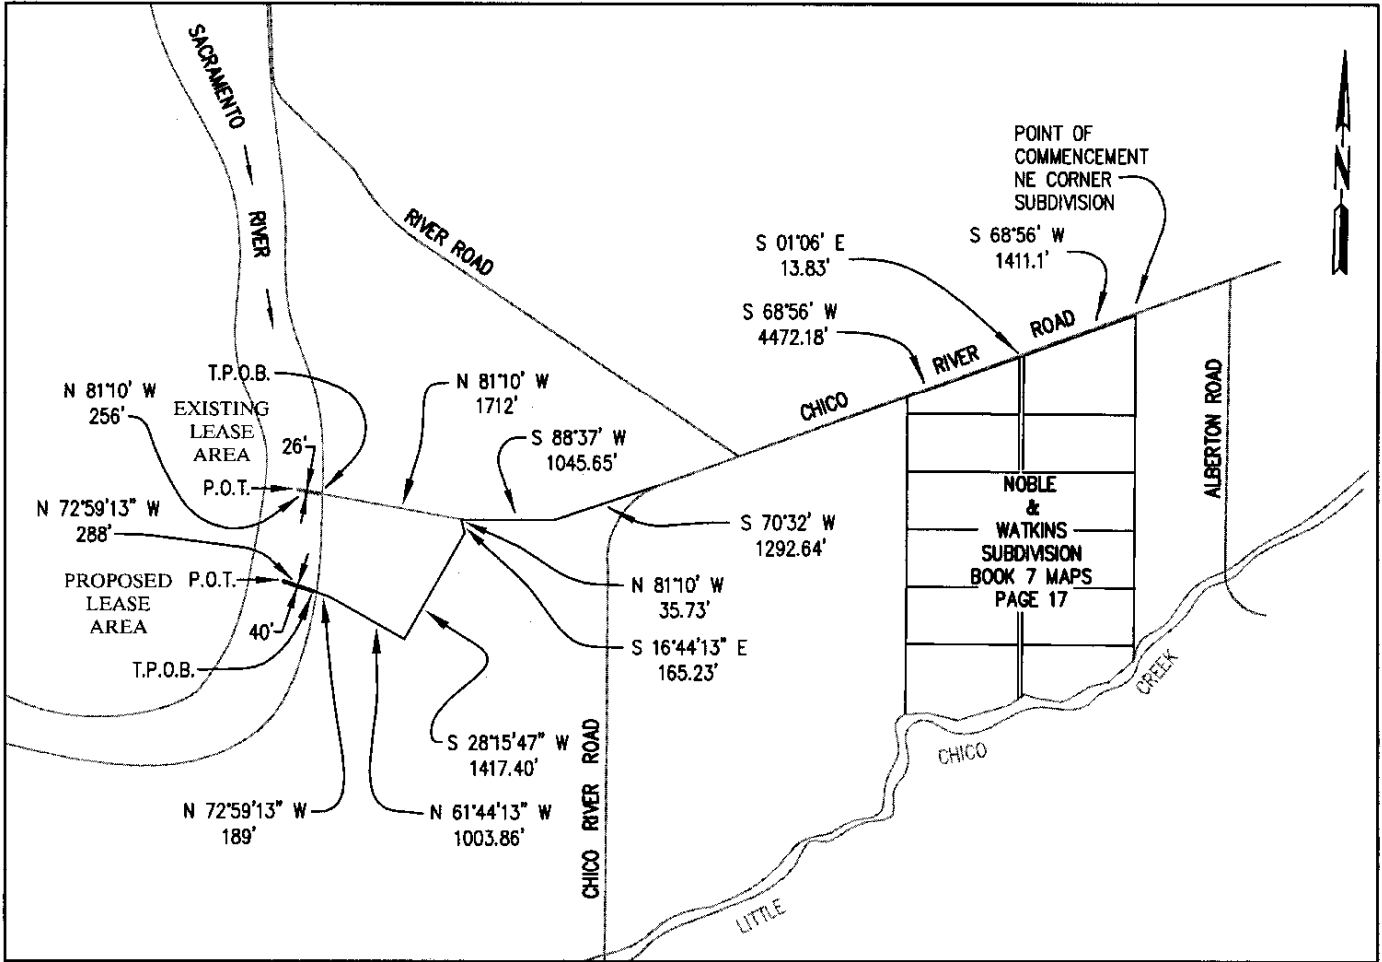 SACRAMENTO
RIVER
RIVER ROAD
POINT OF
COMMENCEMENT
NE CORNER
SUBDIVISION
N
S 01°06' E
13.83'
S 68°56' W
1411.1'
S 68°56' W
4472.18'
CHICO RIVER ROAD
ALBERTON ROAD
T.P.O.B.
N 81°10' W
256'
EXISTING
LEASE
AREA
26'
P.O.T.
N 81°10' W
1712'
S 88°37' W
1045.65'
N 72°59'13" W
288'
PROPOSED
LEASE
AREA
P.O.T.
40'
T.P.O.B.
S 70°32' W
1292.64'
N 81°10' W
35.73'
S 16°44'13" E
165.23'
NOBLE
&
WATKINS
SUBDIVISION
BOOK 7 MAPS
PAGE 17
S 28°15'47" W
1417.40'
N 72°59'13" W
189'
N 61°44'13" W
1003.86'
CHICO RIVER ROAD
LITTLE CHICO CREEK